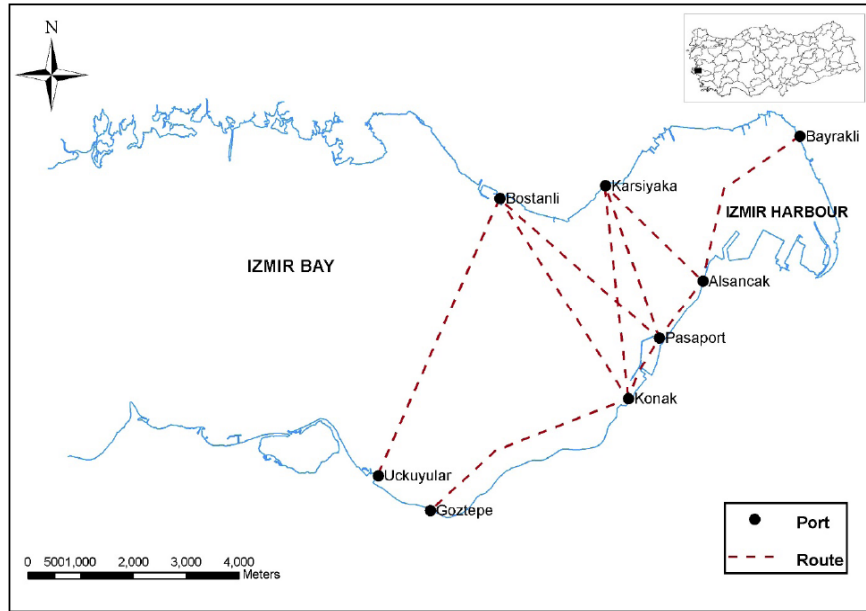 N
Bayrakli
Karsiyaka
Bostanli
IZMIR HARBOUR
IZMIR BAY
Alsancak
Pasaport
Konak
Uckuyular
Goztepe
Port
Route
0 5001,000 2,000 3,000 4,000
Meters